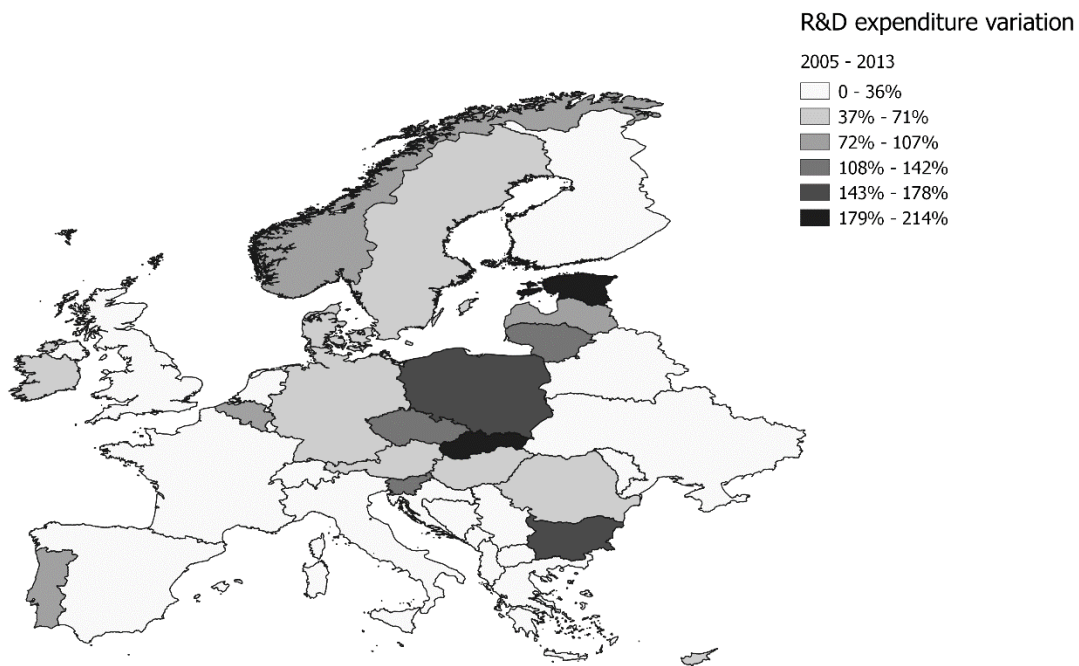 R&D expenditure variation
2005 - 2013
0 - 36%
37% - 71%
72% - 107%
108% - 142%
143% - 178%
179% - 214%